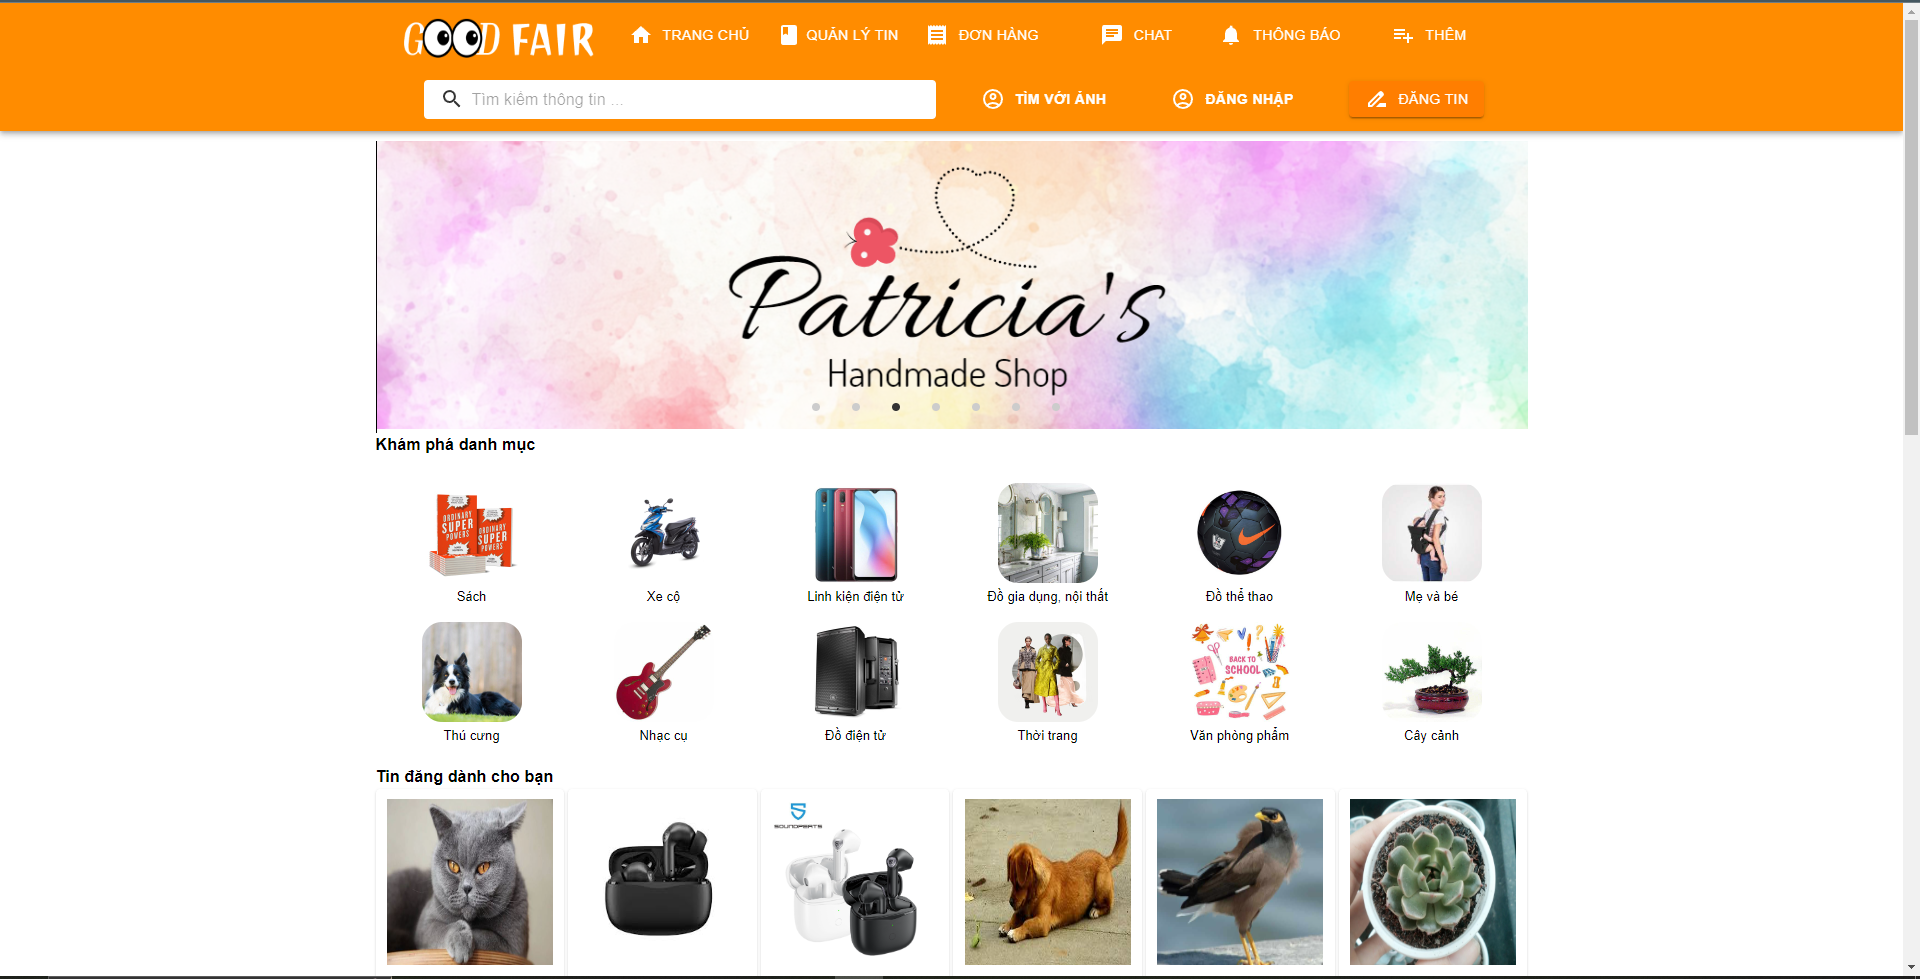 GOOD FAIR
TRANG CHỦ
QUẢN LÝ TIN
ĐƠN HÀNG
CHAT
THÔNG BÁO
THÊM
Tìm kiếm thông tin ...
TÌM VỚI ẢNH
ĐĂNG NHẬP
ĐĂNG TIN
Patricia's
Handmade Shop
Khám phá danh mục
ORDINARY
SUPER
POWERS
ORDINARY
SUPER
POWERS
Sách
Xe cộ
Linh kiện điện tử
Đồ gia dụng, nội thất
Đồ thể thao
Mẹ và bé
BACK TO
SCHOOL
Thú cưng
Nhạc cụ
Đồ điện tử
Thời trang
Văn phòng phẩm
Cây cảnh
Tin đăng dành cho bạn
SOUNDPEATS